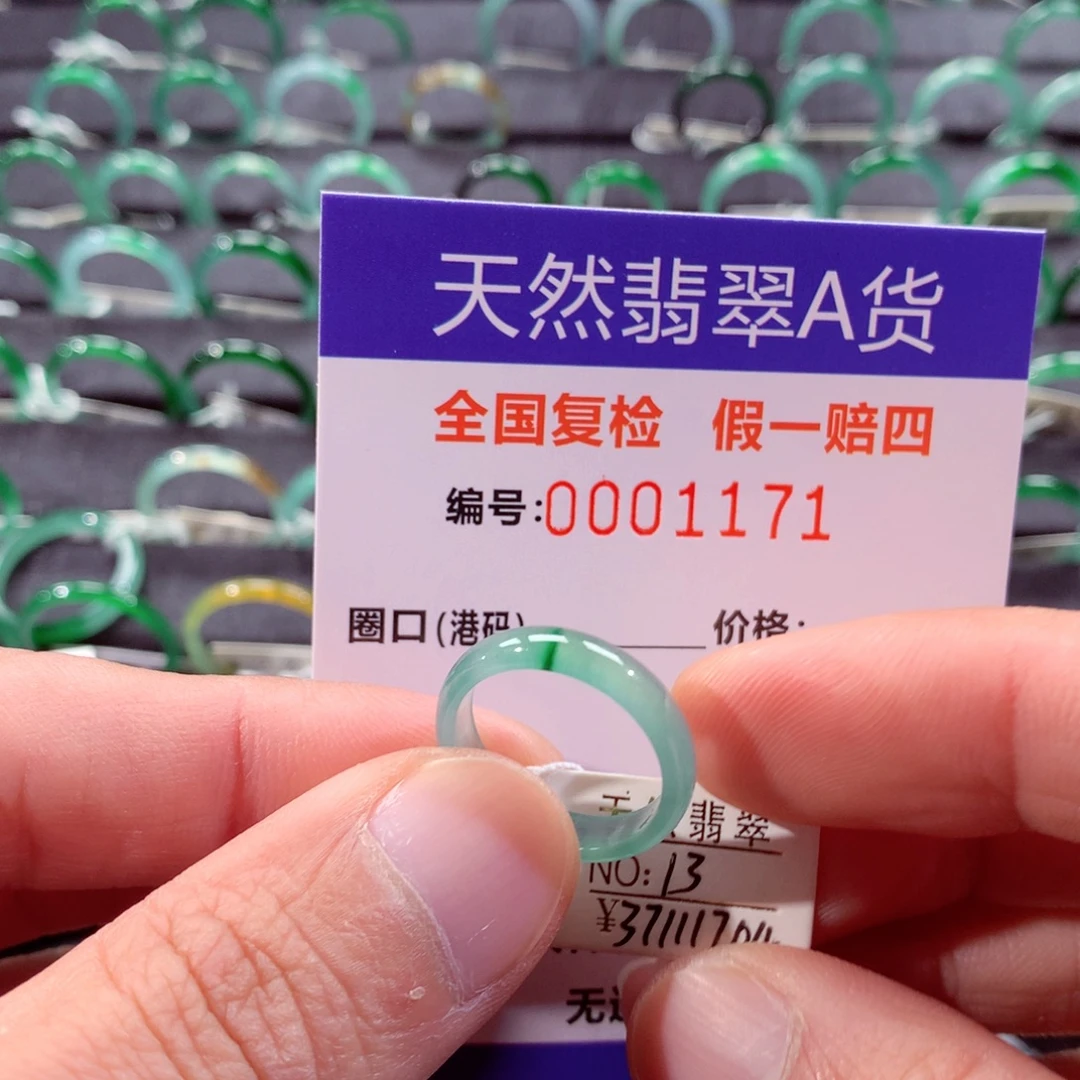 天然翡翠A货
全国复检 假一赔四
编号:0001171
圈口(港码) 价格:
翡翠
NO: 13
¥37111704
无